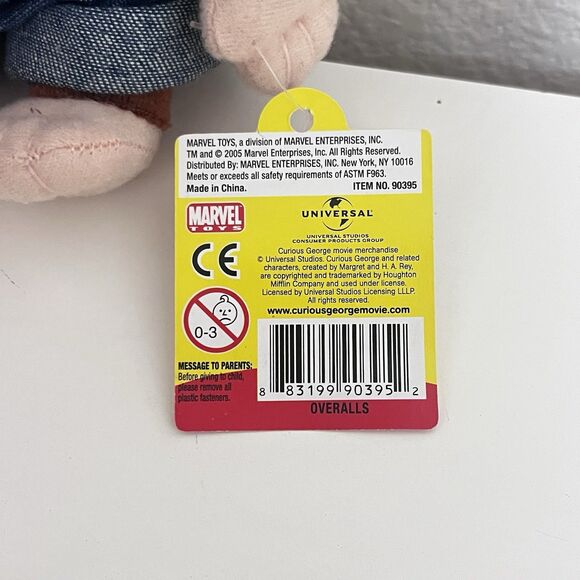 MARVEL TOYS, a division of MARVEL ENTERPRISES, INC.
TM and © 2005 Marvel Enterprises, Inc. All Rights Reserved.
Distributed By: MARVEL ENTERPRISES, INC. New York, NY 10016
Meets or exceeds all safety requirements of ASTM F963.
Made in China. ITEM NO. 90395
MARVEL
TOYS
UNIVERSAL
UNIVERSAL STUDIOS
CONSUMER PRODUCTS GROUP
CE
Curious George movie merchandise
© Universal Studios. Curious George and related
characters, created by Margret and H. A. Rey,
are copyrighted and trademarked by Houghton
Mifflin Company and used under license.
Licensed by Universal Studios Licensing LLLP.
All rights reserved.
www.curiousgeorgemovie.com
0-3
MESSAGE TO PARENTS:
Before giving to child,
please remove all
plastic fasteners.
8 83199 90395 2
OVERALLS